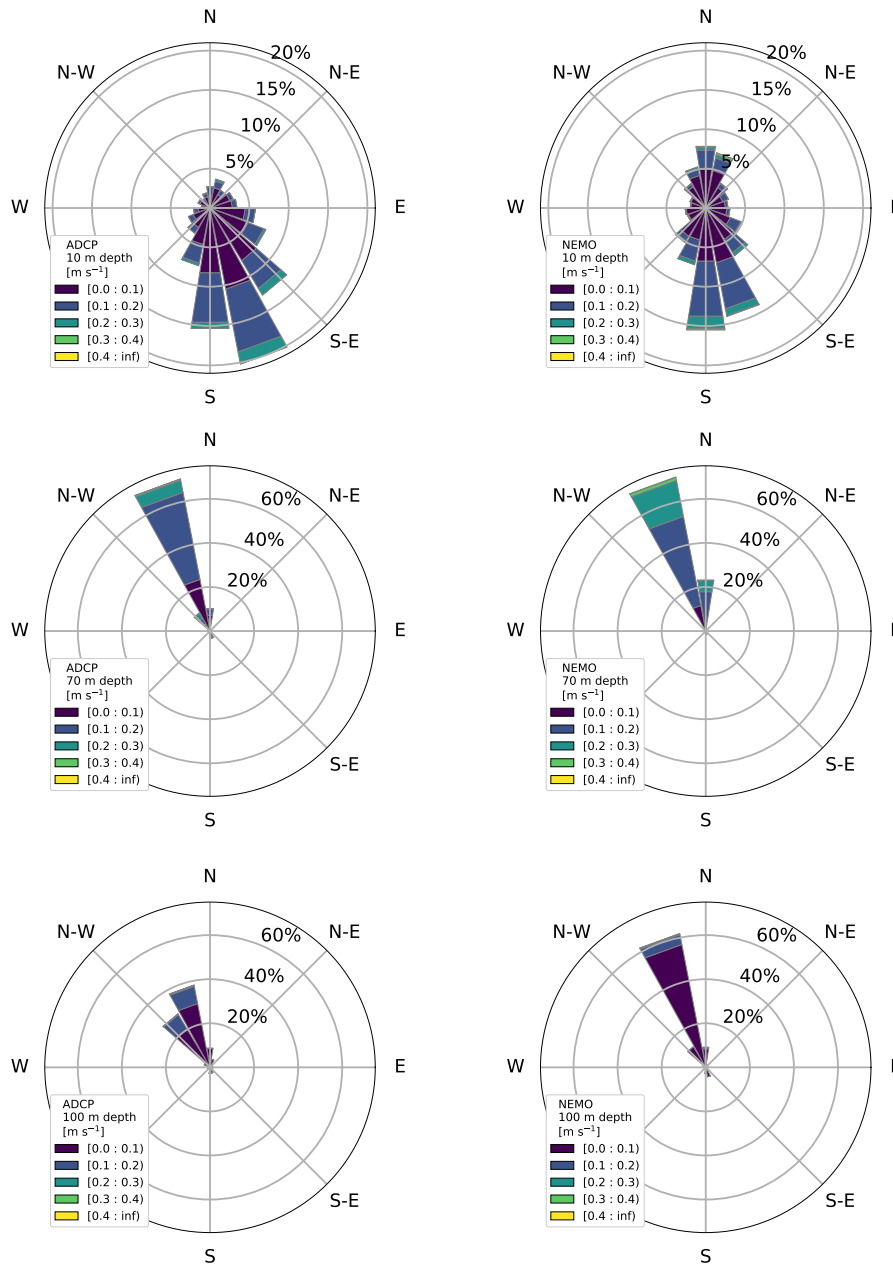 N
N-W
N-E
20%
15%
10%
5%
W
E
ADCP
10 m depth
[m s⁻¹]
[0.0 : 0.1)
[0.1 : 0.2)
[0.2 : 0.3)
[0.3 : 0.4)
[0.4 : inf)
S-E
S
N
N-W
N-E
20%
15%
10%
5%
W
NEMO
10 m depth
[m s⁻¹]
[0.0 : 0.1)
[0.1 : 0.2)
[0.2 : 0.3)
[0.3 : 0.4)
[0.4 : inf)
S-E
S
N
N-W
N-E
60%
40%
20%
W
E
ADCP
70 m depth
[m s⁻¹]
[0.0 : 0.1)
[0.1 : 0.2)
[0.2 : 0.3)
[0.3 : 0.4)
[0.4 : inf)
S-E
S
N
N-W
N-E
60%
40%
20%
W
NEMO
70 m depth
[m s⁻¹]
[0.0 : 0.1)
[0.1 : 0.2)
[0.2 : 0.3)
[0.3 : 0.4)
[0.4 : inf)
S-E
S
N
N-W
N-E
60%
40%
20%
W
E
ADCP
100 m depth
[m s⁻¹]
[0.0 : 0.1)
[0.1 : 0.2)
[0.2 : 0.3)
[0.3 : 0.4)
[0.4 : inf)
S-E
S
N
N-W
N-E
60%
40%
20%
W
NEMO
100 m depth
[m s⁻¹]
[0.0 : 0.1)
[0.1 : 0.2)
[0.2 : 0.3)
[0.3 : 0.4)
[0.4 : inf)
S-E
S